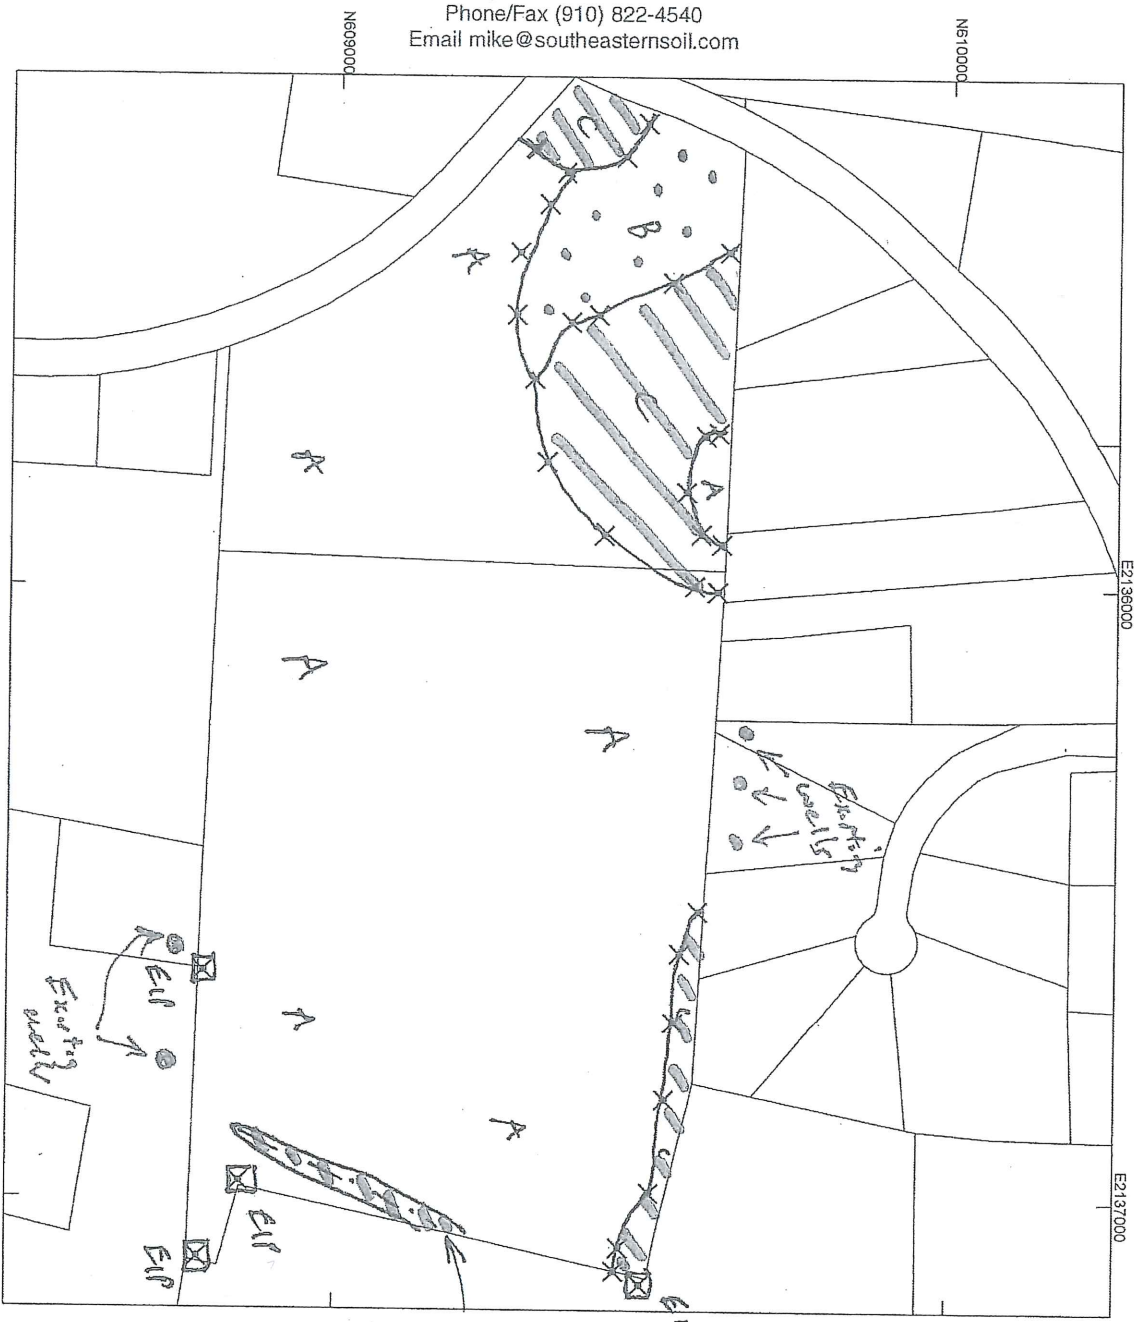 Phone/Fax (910) 822-4540
Email mike@southeasternsoil.com
N609000
N610000
C
B
A
C
A
A
E2136000
A
A
Existing
wells
EIP
Existing
wells
A
A
C
C
E2137000
EIP
EIP
E